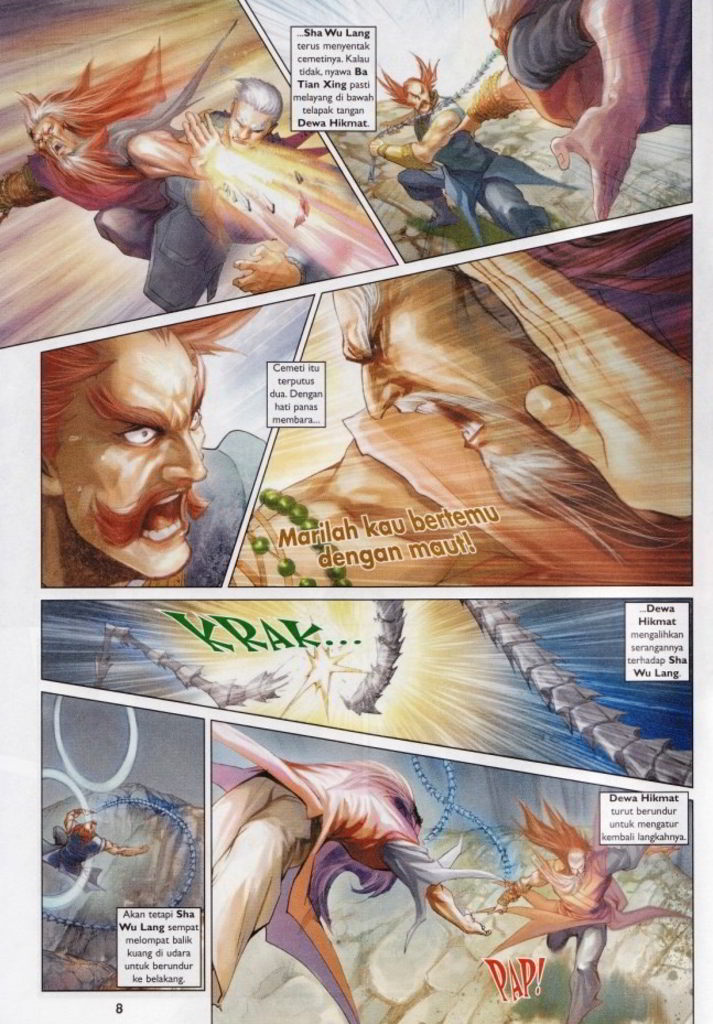 ...Sha Wu Lang
terus menyentak
cemetinya. Kalau
tidak, nyawa Ba
Tian Xing pasti
melayang di bawah
telapak tangan
Dewa Hikmat.
Cemeti itu
terputus
dua. Dengan
hati panas
membara...
Marilah kau bertemu
dengan maut!
KRAK...
...Dewa
Hikmat
mengalihkan
serangannya
terhadap Sha
Wu Lang.
Akan tetapi Sha
Wu Lang sempat
melompat balik
kuang di udara
untuk berundur
ke belakang.
Dewa Hikmat
turut berundur
untuk mengatur
kembali langkahnya.
PAP!
8